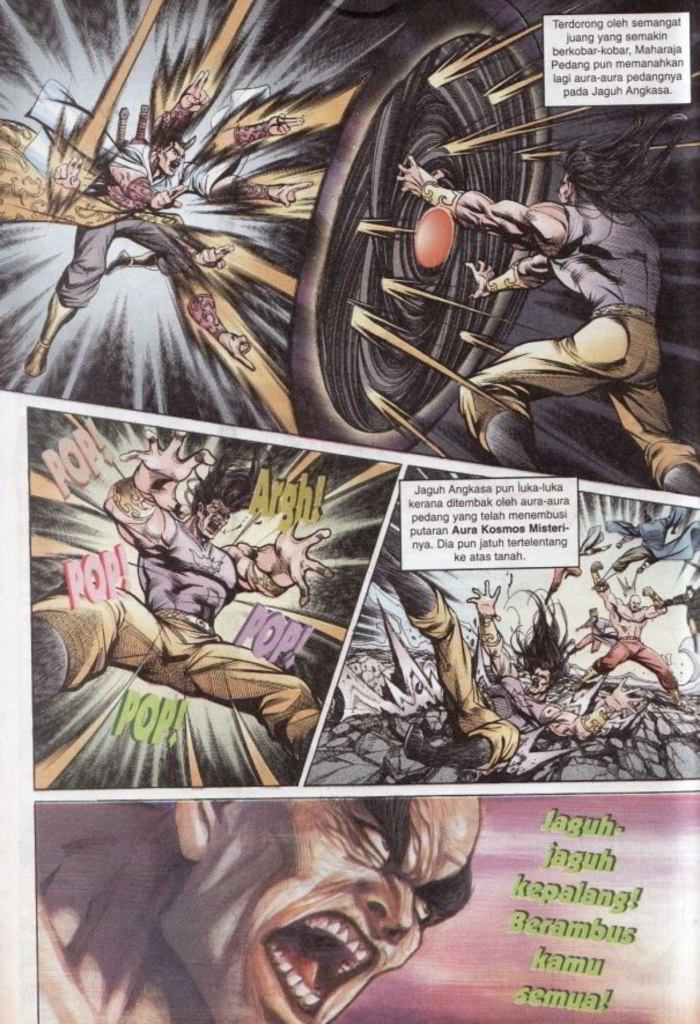 Terdorong oleh semangat
juang yang semakin
berkobar-kobar, Maharaja
Pedang pun memanahkan
lagi aura-aura pedangnya
pada Jaguh Angkasa.
POP!
Argh!
POP!
POP!
POP!
Jaguh Angkasa pun luka-luka
kerana ditembak oleh aura-aura
pedang yang telah menembusi
putaran Aura Kosmos Misteri-
nya. Dia pun jatuh tertelentang
ke atas tanah.
Jaguh-
jaguh
kepalang!
Berambus
kamu
semua!